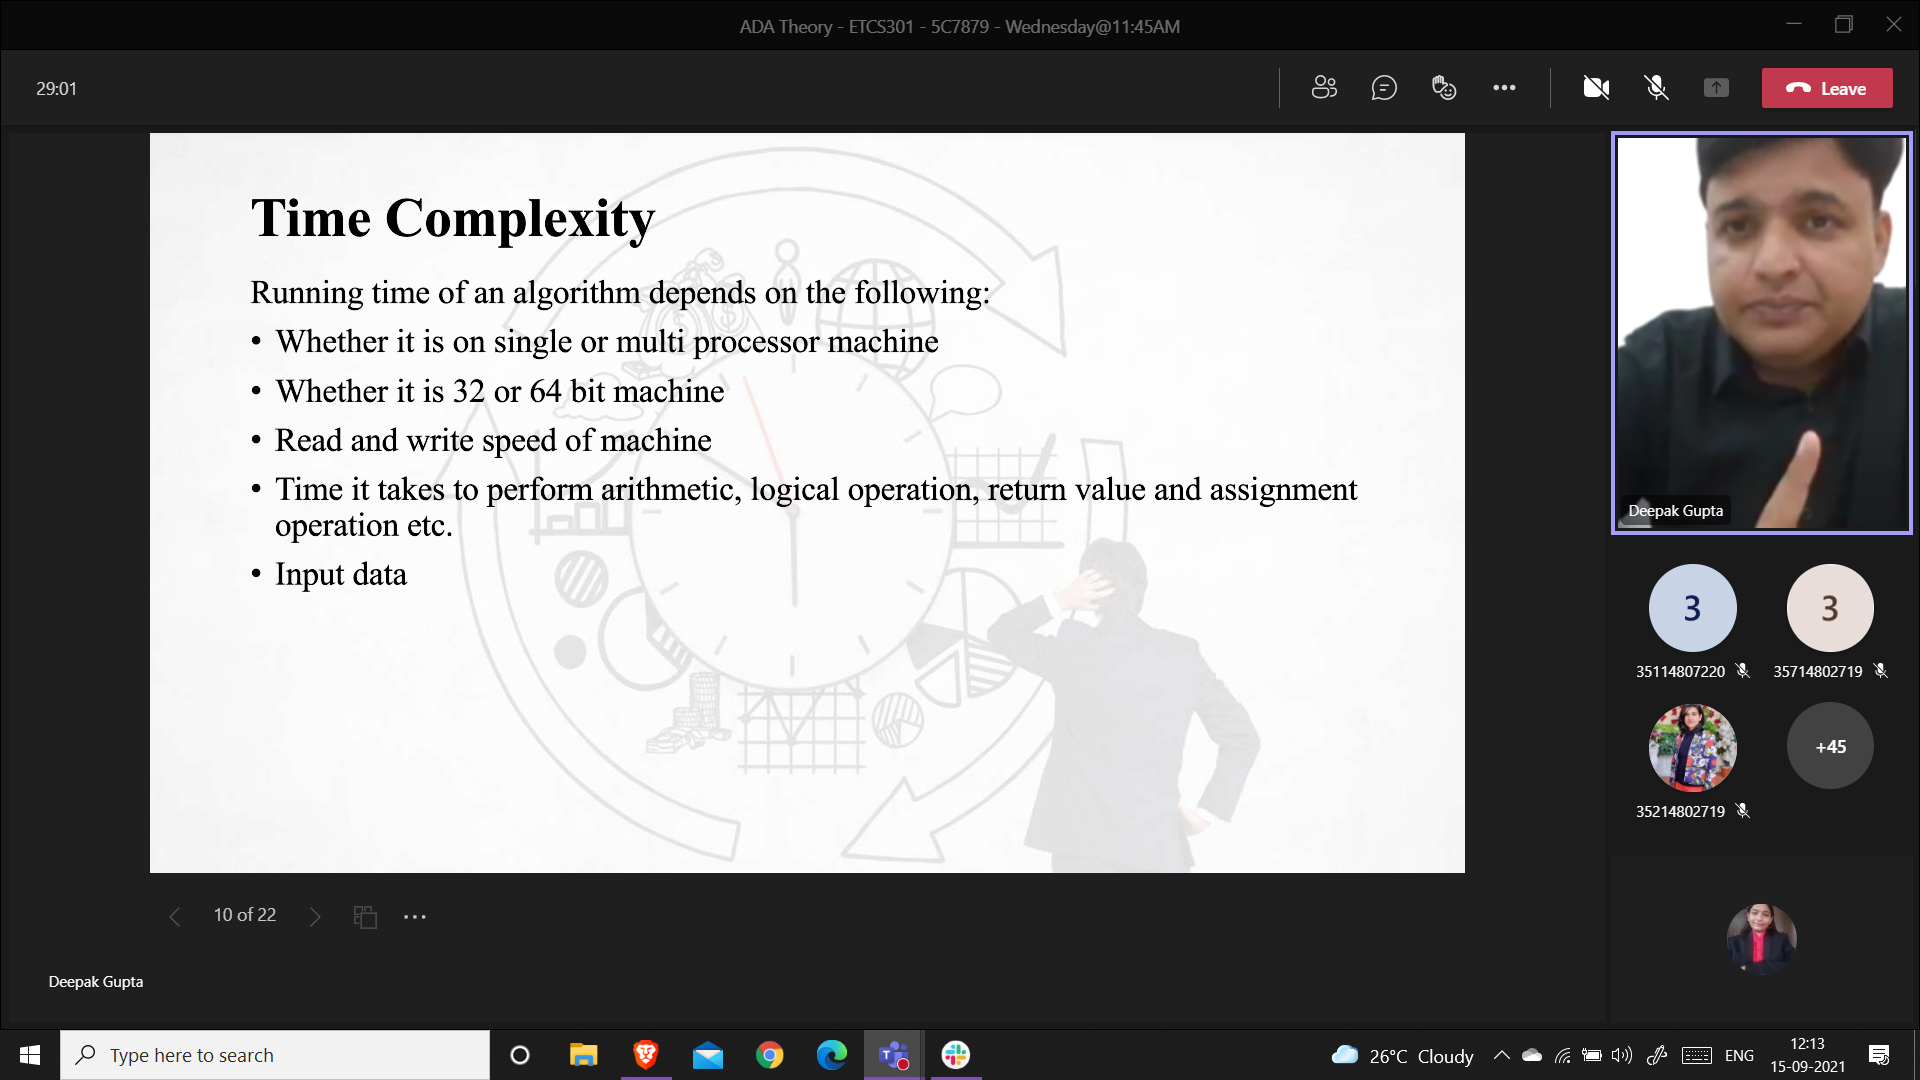 ADA Theory - ETCS301 - 5C7879 - Wednesday@11:45AM
29:01
Leave
Time Complexity
Running time of an algorithm depends on the following:
• Whether it is on single or multi processor machine
• Whether it is 32 or 64 bit machine
• Read and write speed of machine
• Time it takes to perform arithmetic, logical operation, return value and assignment
operation etc.
• Input data
Deepak Gupta
3
3
35114807220
35714802719
+45
35214802719
10 of 22
Deepak Gupta
Type here to search
26°C Cloudy
ENG
12:13
15-09-2021